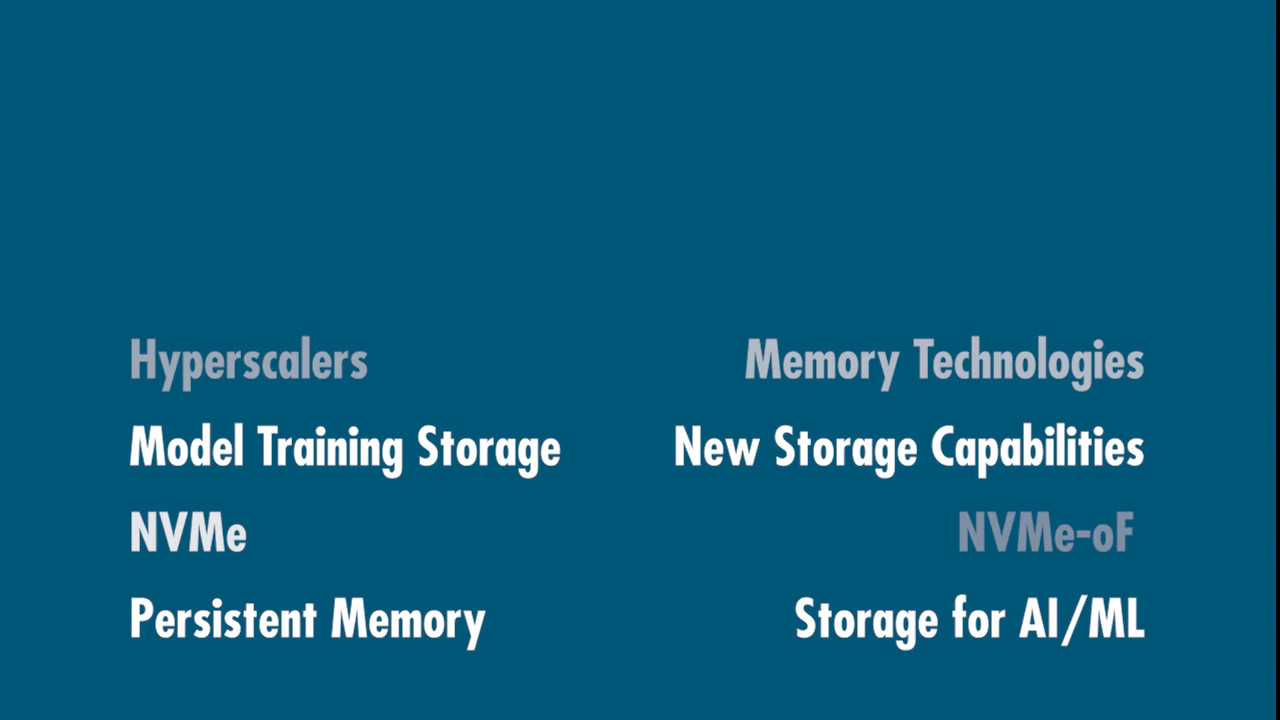 Hyperscalers
Memory Technologies
Model Training Storage
New Storage Capabilities
NVMe
NVMe-oF
Persistent Memory
Storage for AI/ML